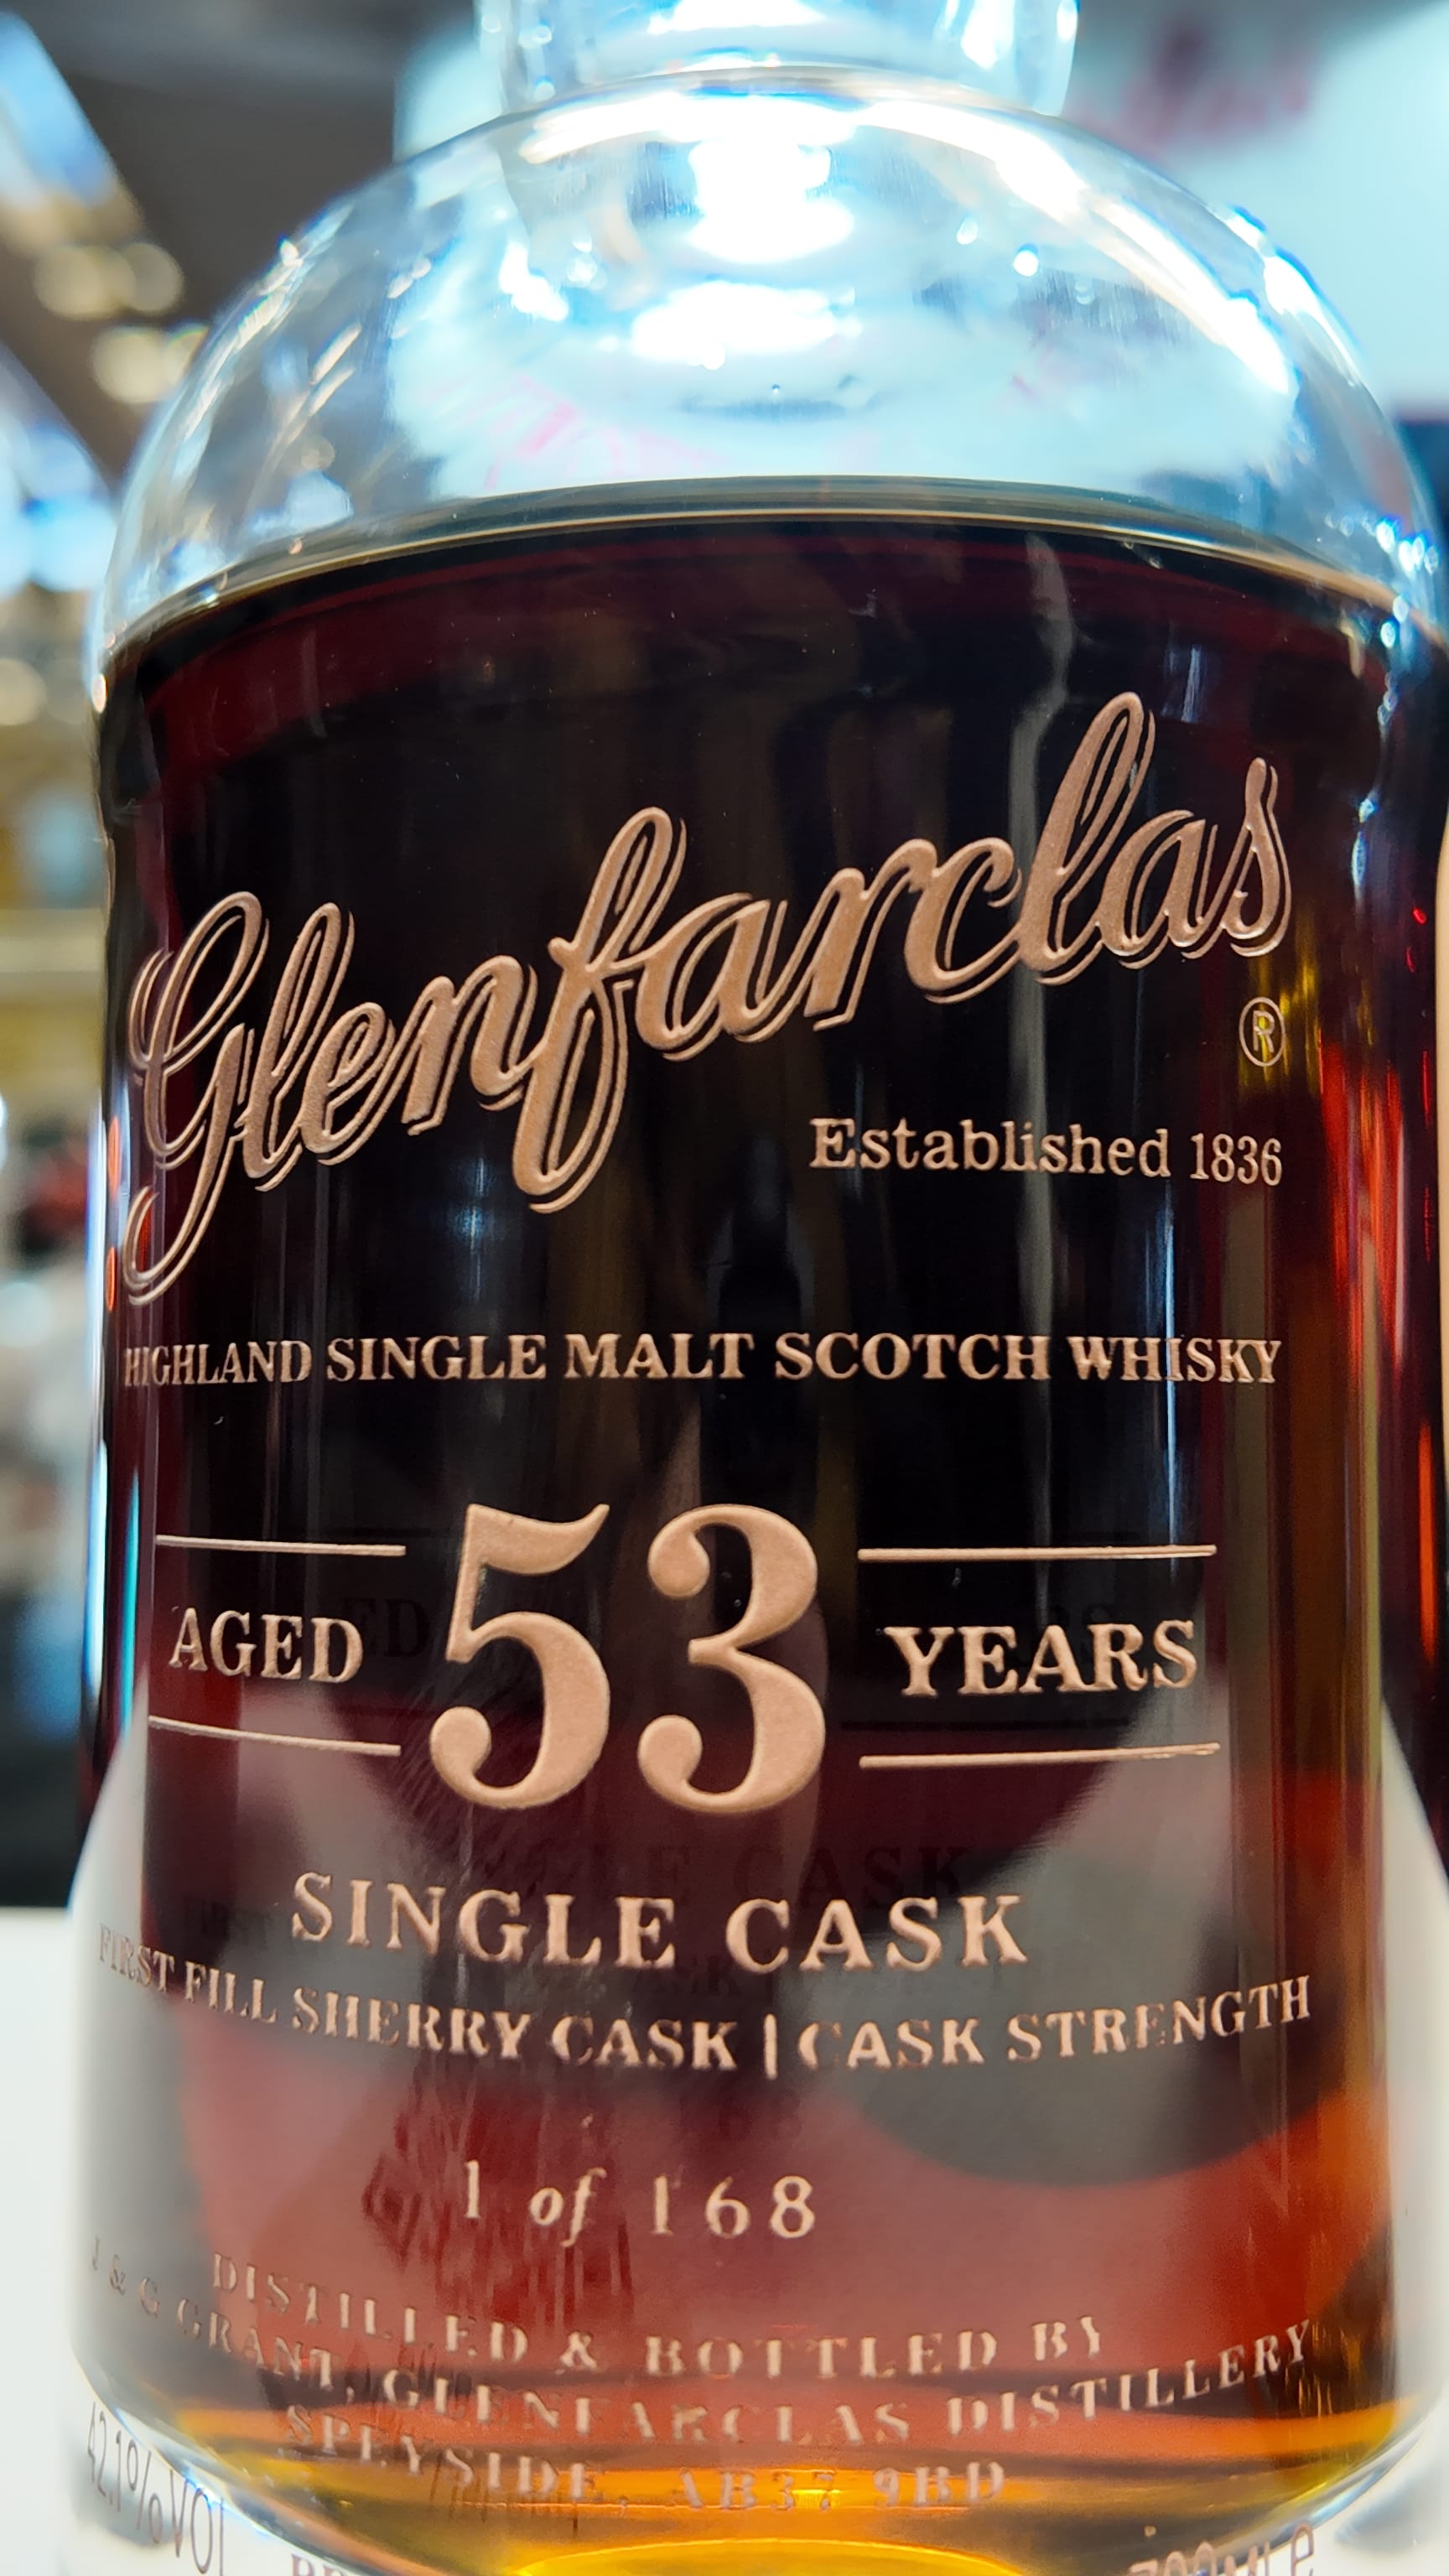 Glenfarclas
®
Established 1836
HIGHLAND SINGLE MALT SCOTCH WHISKY
AGED 53 YEARS
SINGLE CASK
FIRST FILL SHERRY CASK | CASK STRENGTH
1 of 168
DISTILLED & BOTTLED BY
J & G GRANT, GLENFARCLAS DISTILLERY
SPEYSIDE, AB37 9BD
42.1%VOL
700ML e